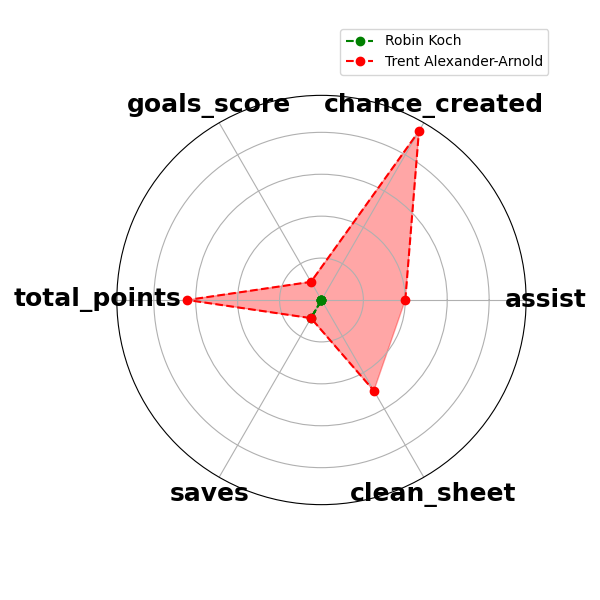 Robin Koch
Trent Alexander-Arnold
goals_score
chance_created
total_points
assist
saves
clean_sheet